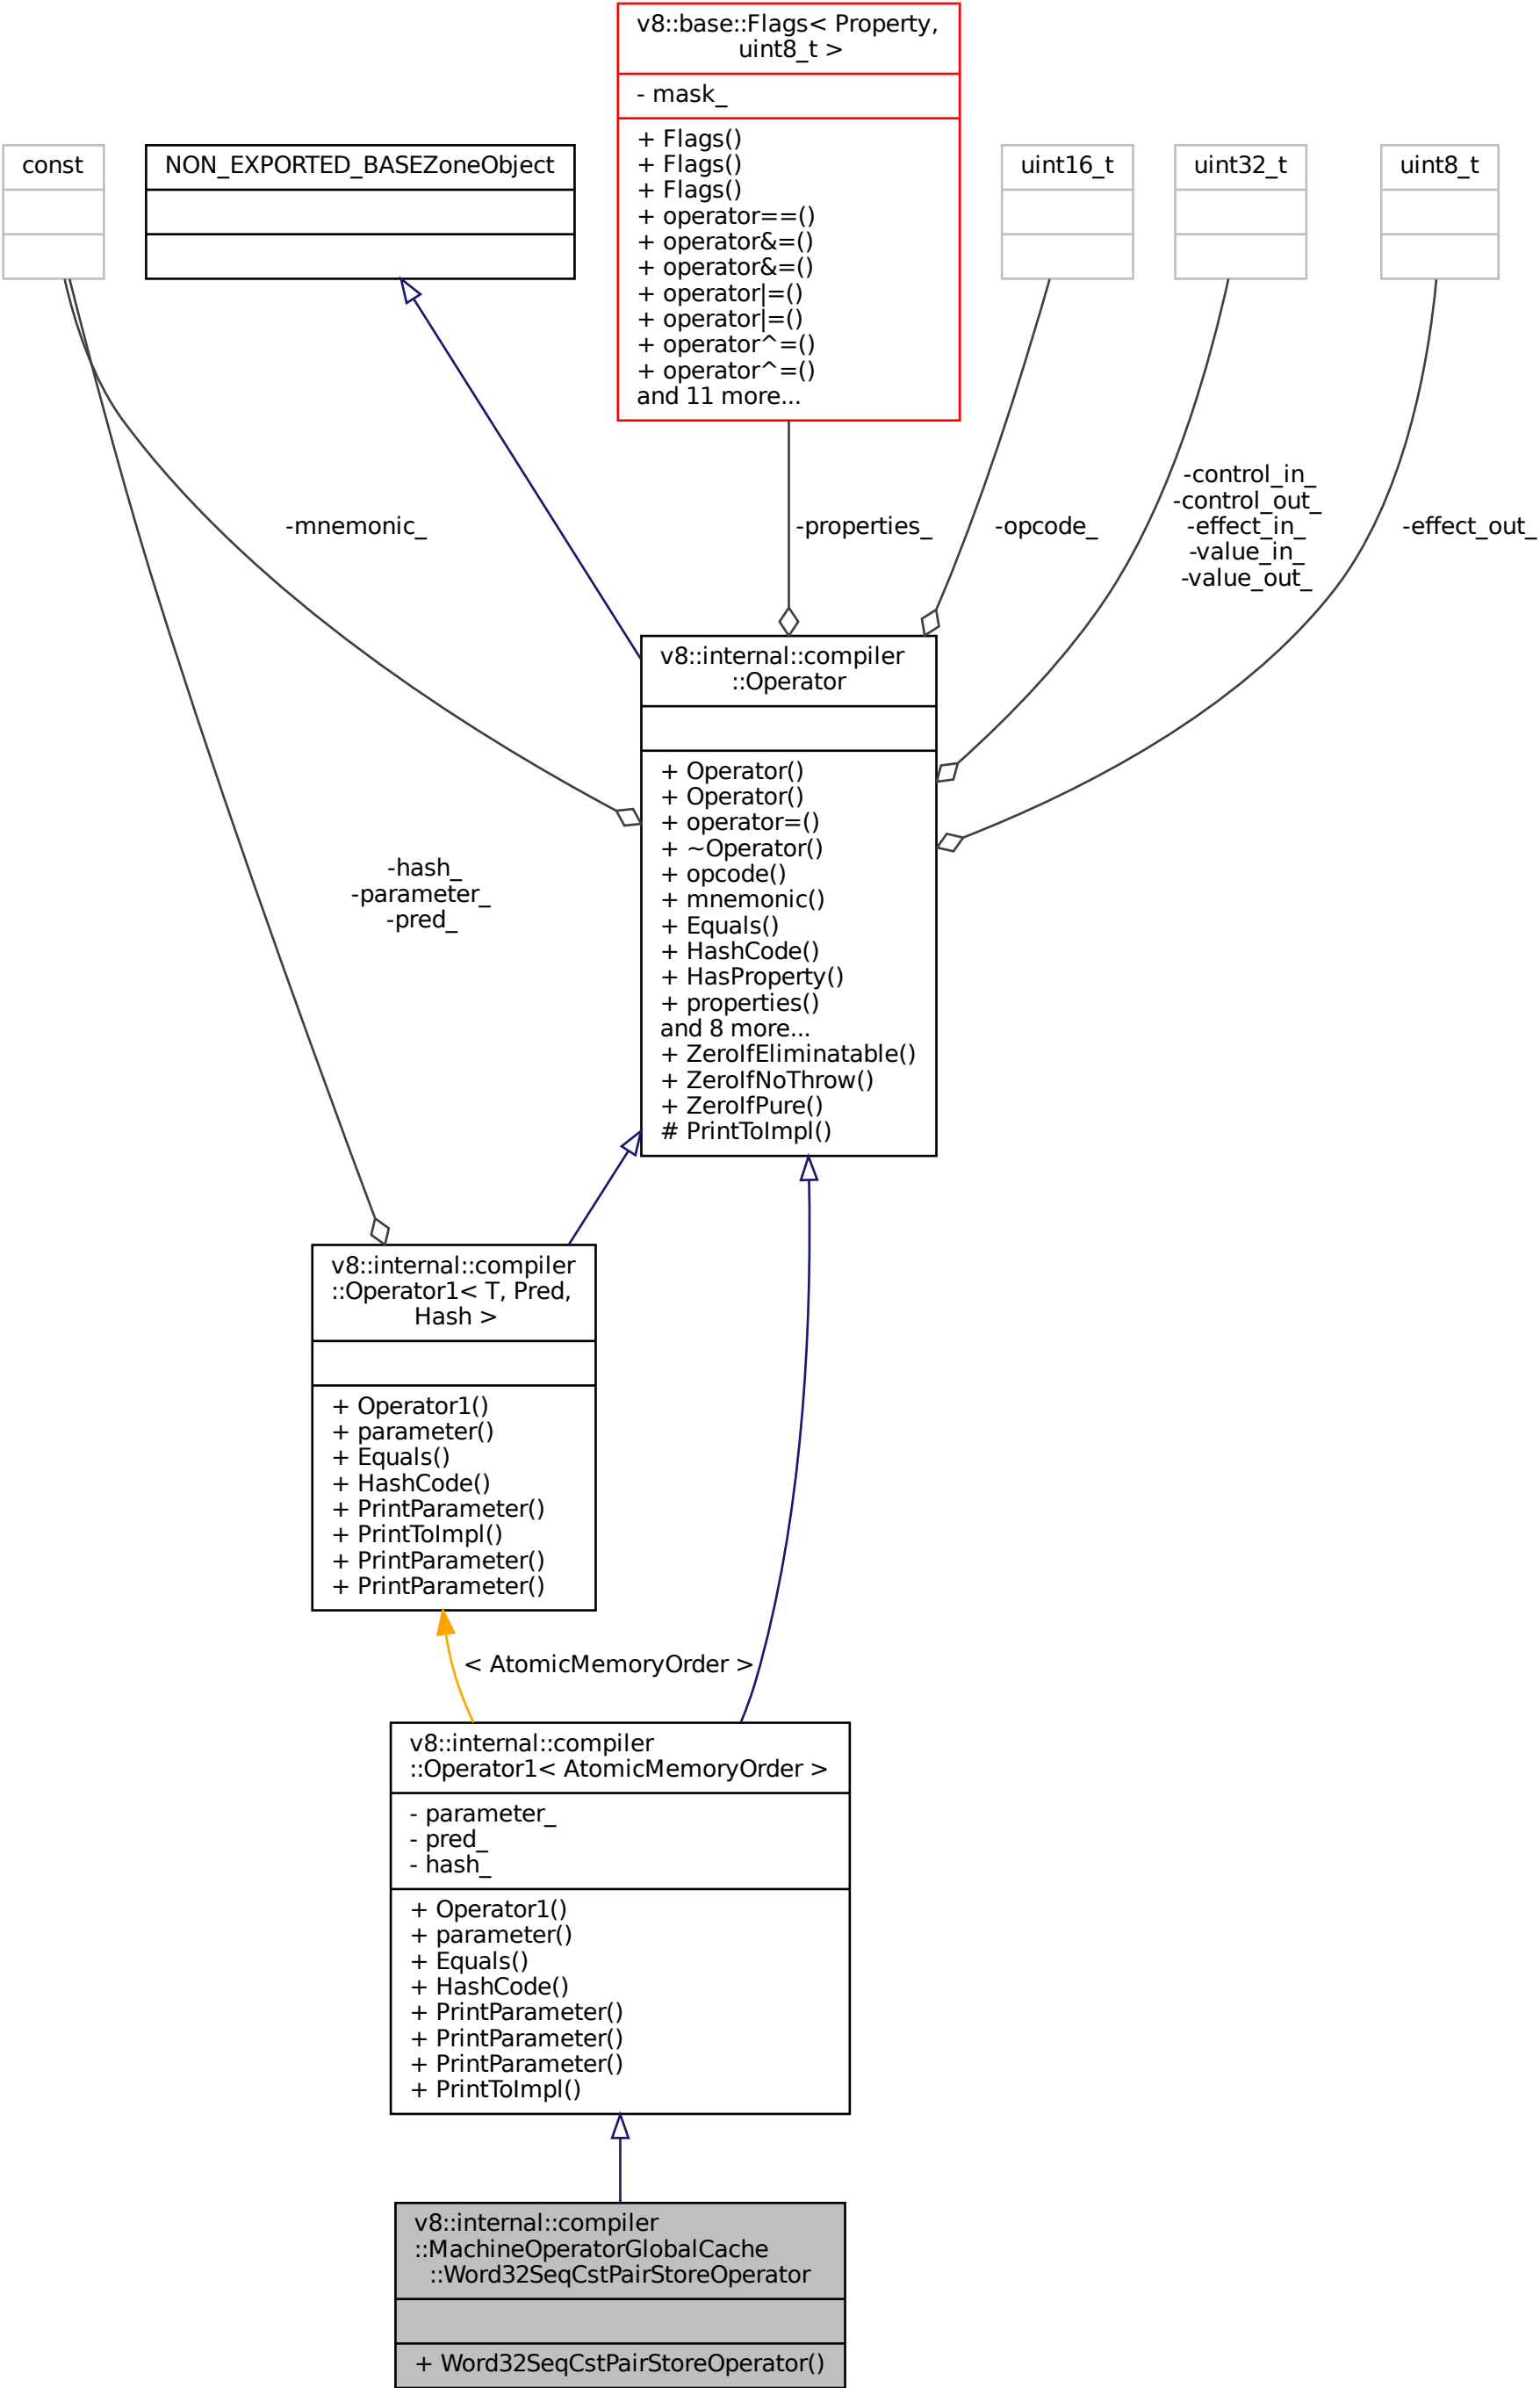 v8::base::Flags< Property,
uint8_t >
- mask_
+ Flags()
+ Flags()
+ Flags()
+ operator==()
+ operator&=()
+ operator&=()
+ operator|=()
+ operator|=()
+ operator^=()
+ operator^=()
and 11 more...
const
NON_EXPORTED_BASEZoneObject
uint16_t
uint32_t
uint8_t
-mnemonic_
-properties_
-opcode_
-control_in_
-control_out_
-effect_in_
-value_in_
-value_out_
-effect_out_
v8::internal::compiler
::Operator
+ Operator()
+ Operator()
+ operator=()
+ ~Operator()
+ opcode()
+ mnemonic()
+ Equals()
+ HashCode()
+ HasProperty()
+ properties()
and 8 more...
+ ZeroIfEliminatable()
+ ZeroIfNoThrow()
+ ZeroIfPure()
# PrintToImpl()
-hash_
-parameter_
-pred_
v8::internal::compiler
::Operator1< T, Pred,
Hash >
+ Operator1()
+ parameter()
+ Equals()
+ HashCode()
+ PrintParameter()
+ PrintToImpl()
+ PrintParameter()
+ PrintParameter()
< AtomicMemoryOrder >
v8::internal::compiler
::Operator1< AtomicMemoryOrder >
- parameter_
- pred_
- hash_
+ Operator1()
+ parameter()
+ Equals()
+ HashCode()
+ PrintParameter()
+ PrintParameter()
+ PrintParameter()
+ PrintToImpl()
v8::internal::compiler
::MachineOperatorGlobalCache
::Word32SeqCstPairStoreOperator
+ Word32SeqCstPairStoreOperator()